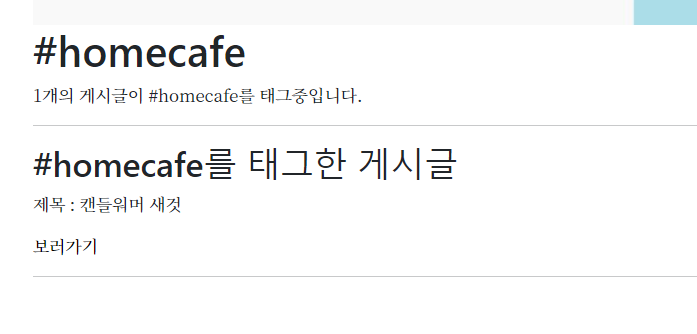 #homecafe
1개의 게시글이 #homecafe를 태그중입니다.
#homecafe를 태그한 게시글
제목 : 캔들워머 새것
보러가기